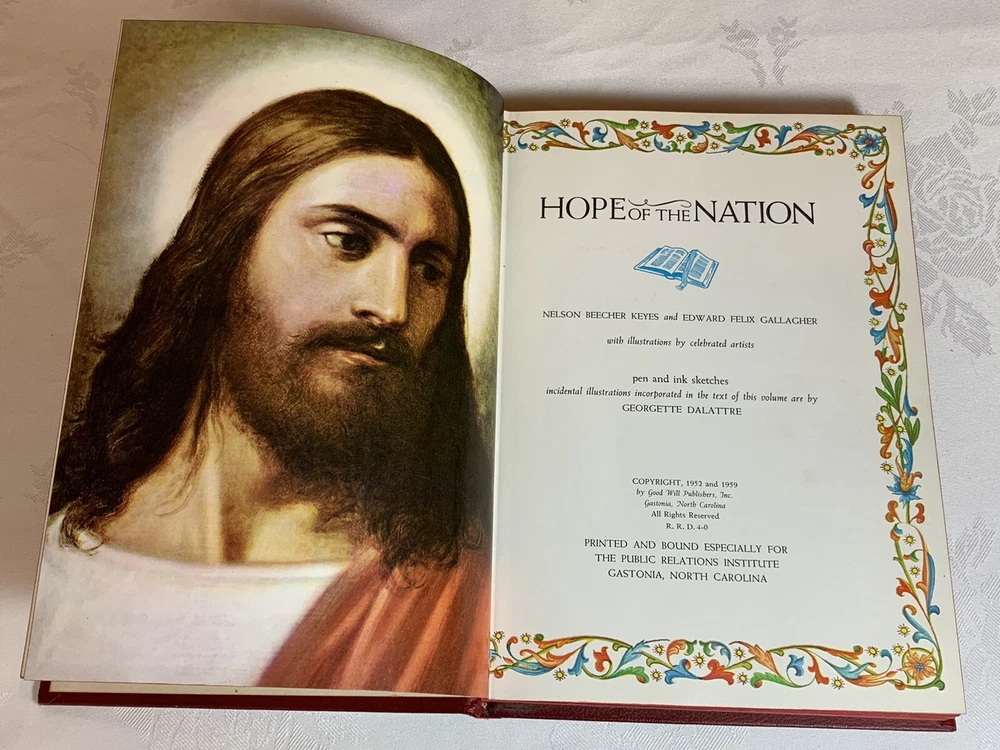 HOPE OF THE NATION
NELSON BEECHER KEYES and EDWARD FELIX GALLAGHER
with illustrations by celebrated artists
pen and ink sketches
incidental illustrations incorporated in the text of this volume are by
GEORGETTE DALATTRE
COPYRIGHT, 1952 and 1959
by Good Will Publishers, Inc.
Gastonia, North Carolina
All Rights Reserved
R. R. D. 4-0
PRINTED AND BOUND ESPECIALLY FOR
THE PUBLIC RELATIONS INSTITUTE
GASTONIA, NORTH CAROLINA